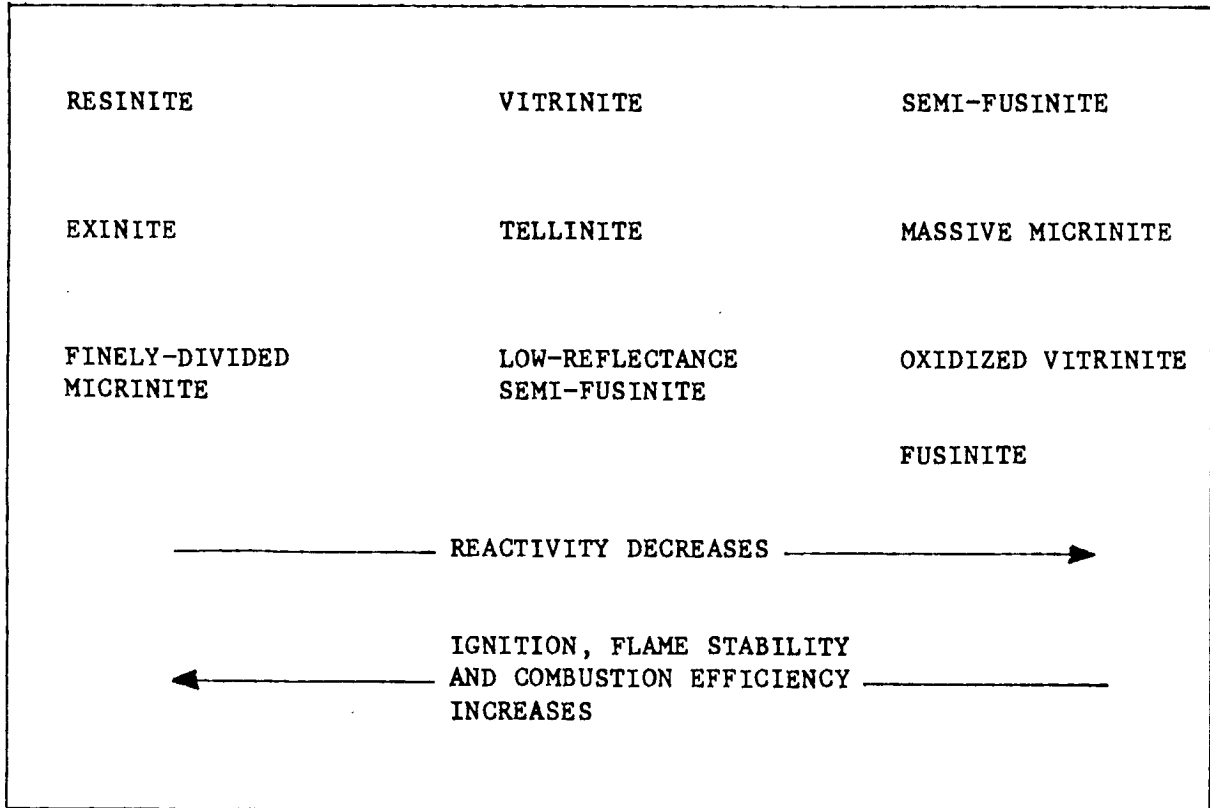 RESINITE VITRINITE SEMI-FUSINITE
EXINITE TELLINITE MASSIVE MICRINITE
FINELY-DIVIDED LOW-REFLECTANCE OXIDIZED VITRINITE
MICRINITE SEMI-FUSINITE
FUSINITE
REACTIVITY DECREASES
IGNITION, FLAME STABILITY
AND COMBUSTION EFFICIENCY
INCREASES